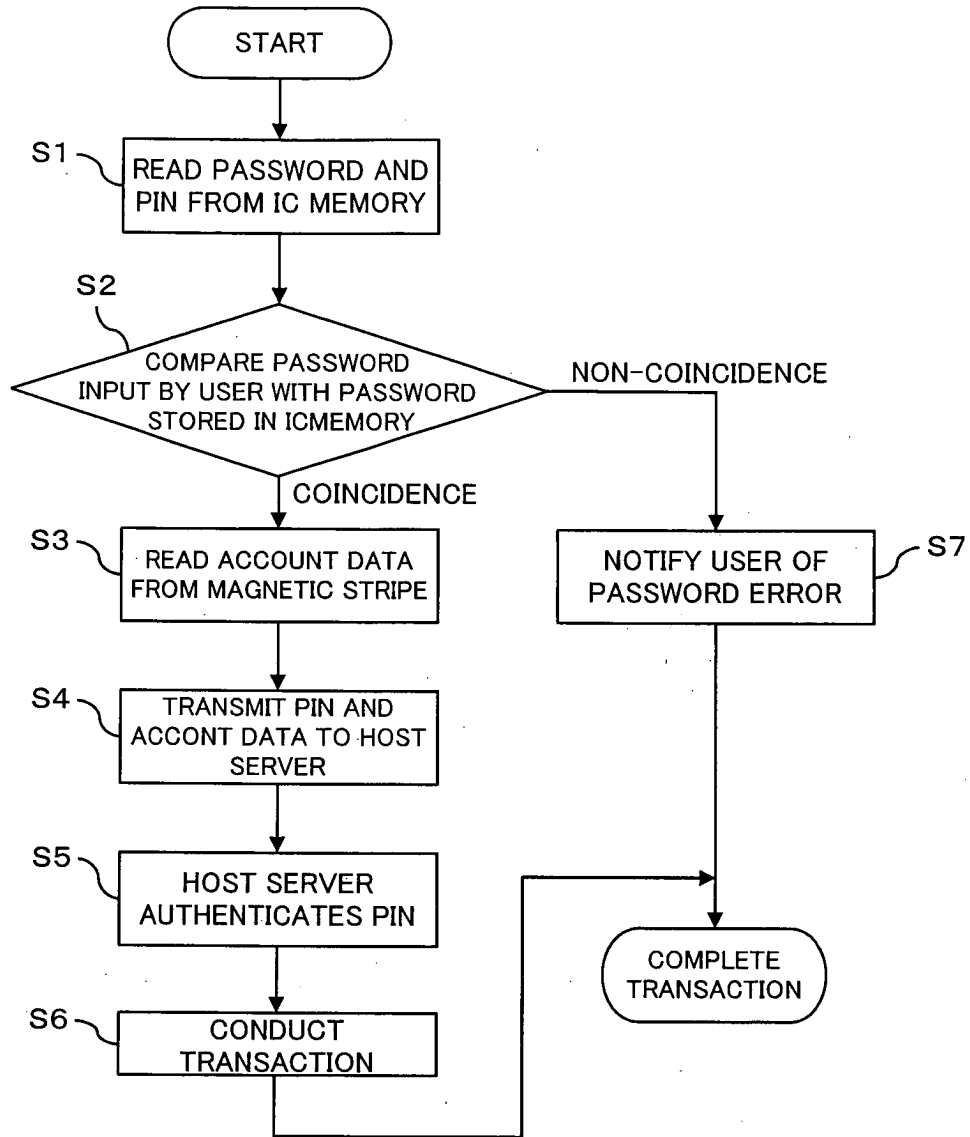 START
S1
READ PASSWORD AND
PIN FROM IC MEMORY
S2
COMPARE PASSWORD
INPUT BY USER WITH PASSWORD
STORED IN ICMEMORY
NON-COINCIDENCE
COINCIDENCE
S3
READ ACCOUNT DATA
FROM MAGNETIC STRIPE
S7
NOTIFY USER OF
PASSWORD ERROR
S4
TRANSMIT PIN AND
ACCONT DATA TO HOST
SERVER
S5
HOST SERVER
AUTHENTICATES PIN
S6
CONDUCT
TRANSACTION
COMPLETE
TRANSACTION